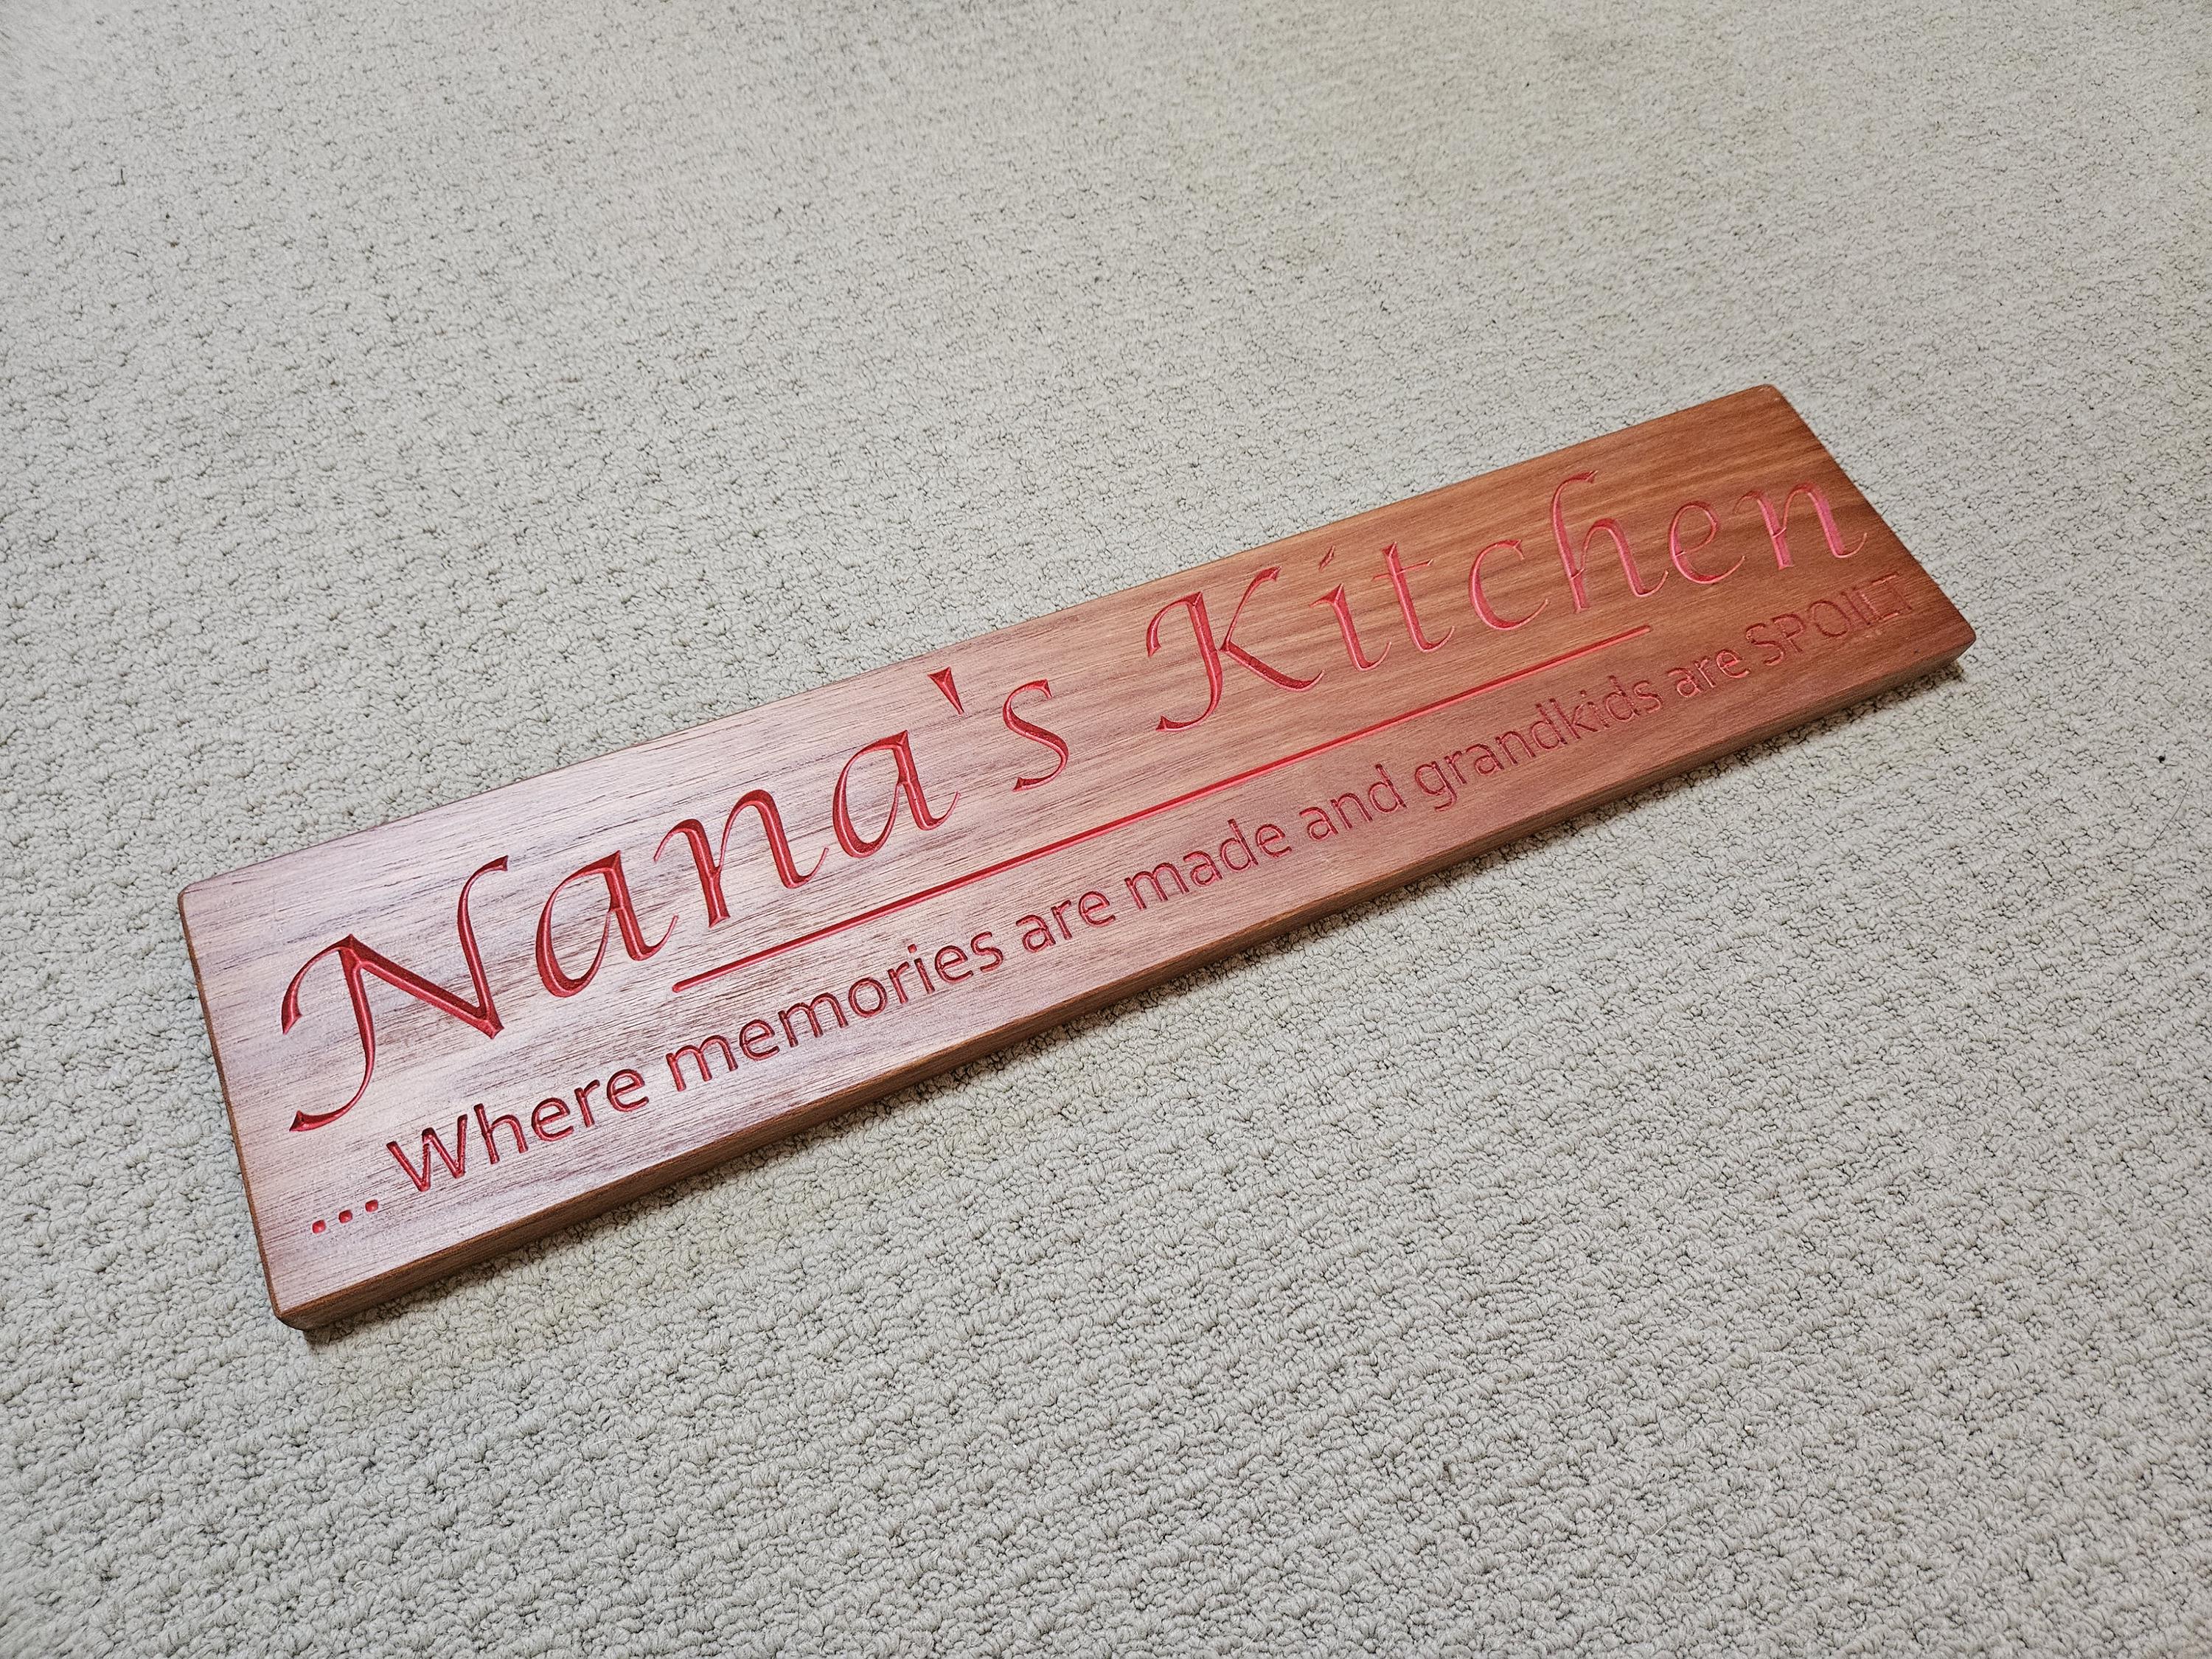 Nana's Kitchen
... Where memories are made and grandkids are SPOILT